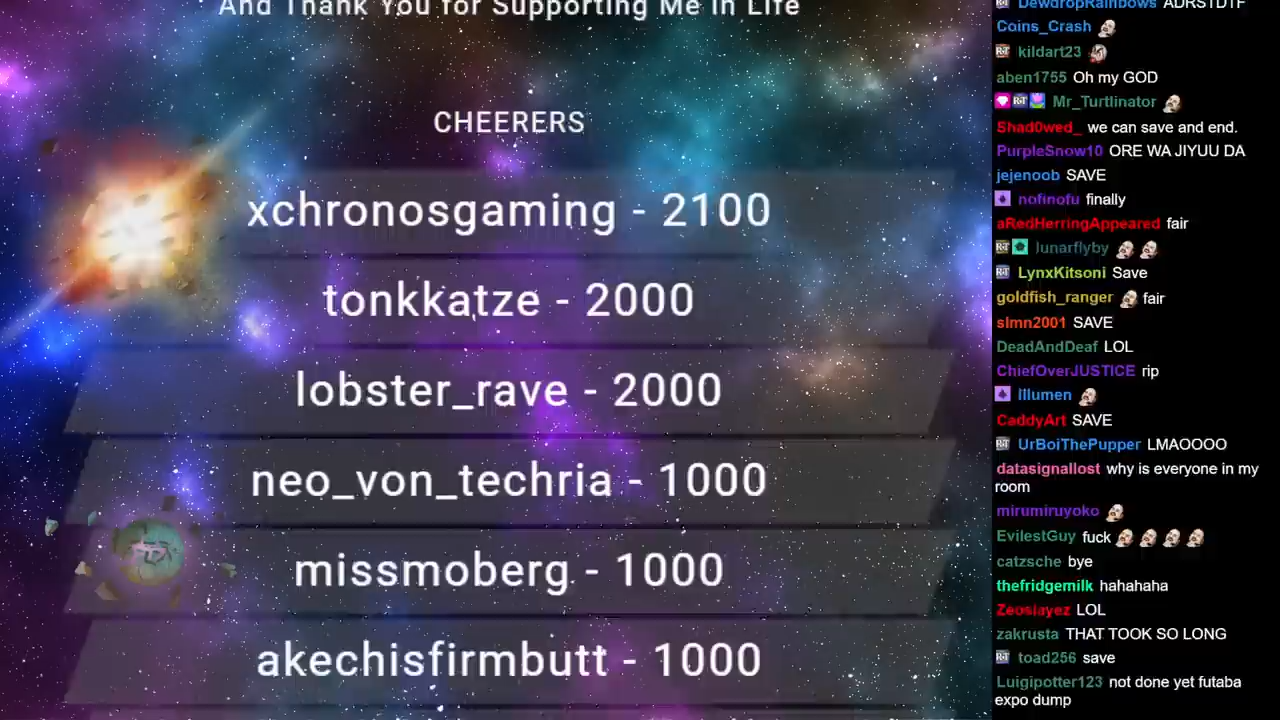 And Thank You for Supporting Me in Life
CHEERERS
xchronosgaming - 2100
tonkkatze - 2000
lobster_rave - 2000
neo_von_techria - 1000
missmoberg - 1000
akechisfirmbutt - 1000
DewdropRainbows ADRSTDTF
Coins_Crash
kildart23
aben1755 Oh my GOD
Mr_Turtlinator
Shad0wed_ we can save and end.
PurpleSnow10 ORE WA JIYUU DA
jejenoob SAVE
nofinofu finally
aRedHerringAppeared fair
lunarflyby
LynxKitsoni Save
goldfish_ranger fair
slmn2001 SAVE
DeadAndDeaf LOL
ChiefOverJUSTICE rip
Illumen
CaddyArt SAVE
UrBoiThePupper LMAOOOO
datasignallost why is everyone in my
room
mirumiruyoko
EvilestGuy fuck
catzsche bye
thefridgemilk hahahaha
Zeoslayez LOL
zakrusta THAT TOOK SO LONG
toad256 save
Luigipotter123 not done yet futaba
expo dump